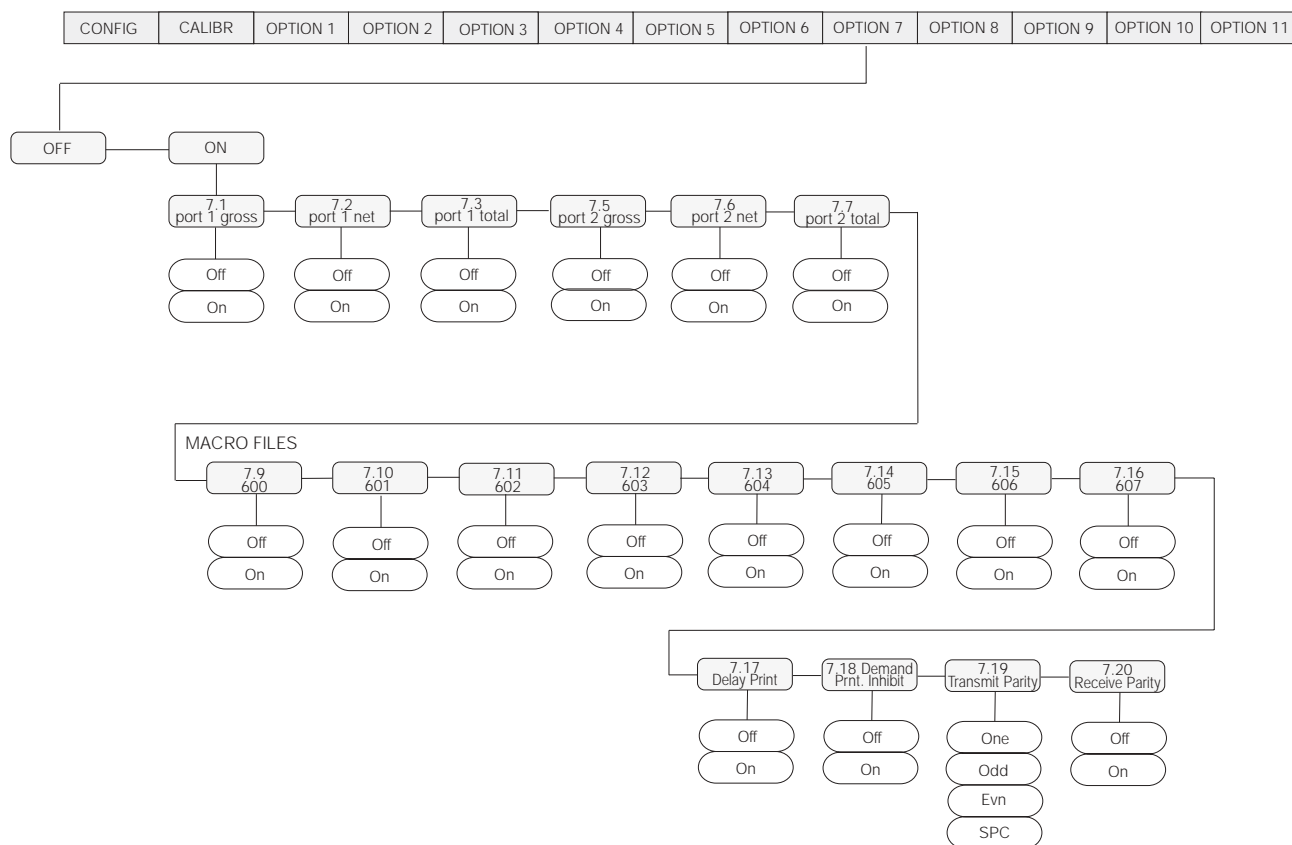 CONFIG CALIBR OPTION 1 OPTION 2 OPTION 3 OPTION 4 OPTION 5 OPTION 6 OPTION 7 OPTION 8 OPTION 9 OPTION 10 OPTION 11
OFF ON
7.1 7.2 7.3 7.5 7.6 7.7
port 1 gross port 1 net port 1 total port 2 gross port 2 net port 2 total
Off Off Off Off Off Off
On On On On On On
MACRO FILES
7.9 7.10 7.11 7.12 7.13 7.14 7.15 7.16
600 601 602 603 604 605 606 607
Off Off Off Off Off Off Off Off
On On On On On On On On
7.17 7.18 Demand 7.19 7.20
Delay Print Prnt. Inhibit Transmit Parity Receive Parity
Off Off One Off
On On Odd On
Evn
SPC